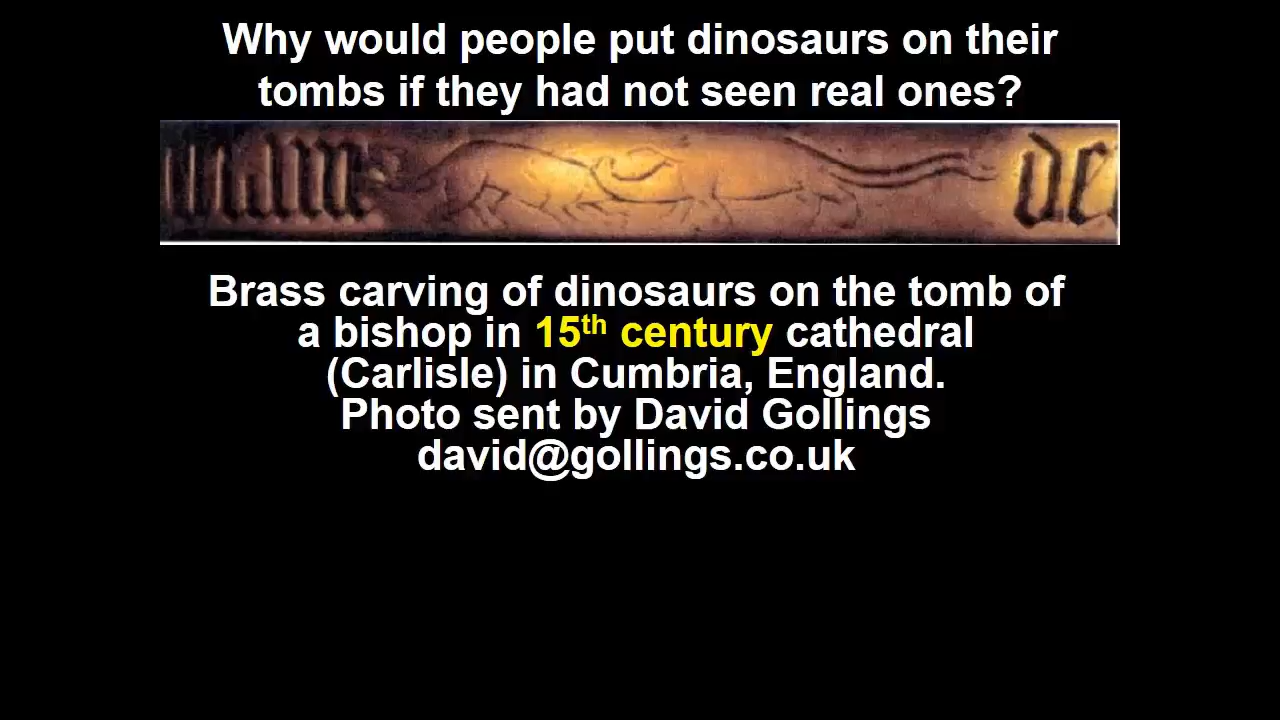 Why would people put dinosaurs on their
tombs if they had not seen real ones?
de
Brass carving of dinosaurs on the tomb of
a bishop in 15th century cathedral
(Carlisle) in Cumbria, England.
Photo sent by David Gollings
david@gollings.co.uk